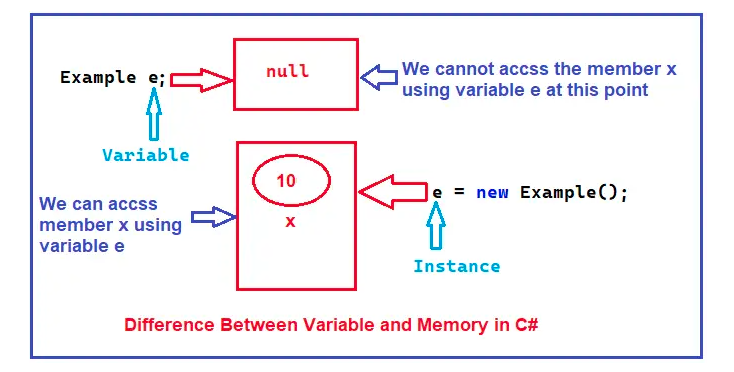 Example e;
null
We cannot accss the member x
using variable e at this point
Variable
10
x
We can accss
member x using
variable e
e = new Example();
Instance
Difference Between Variable and Memory in C#